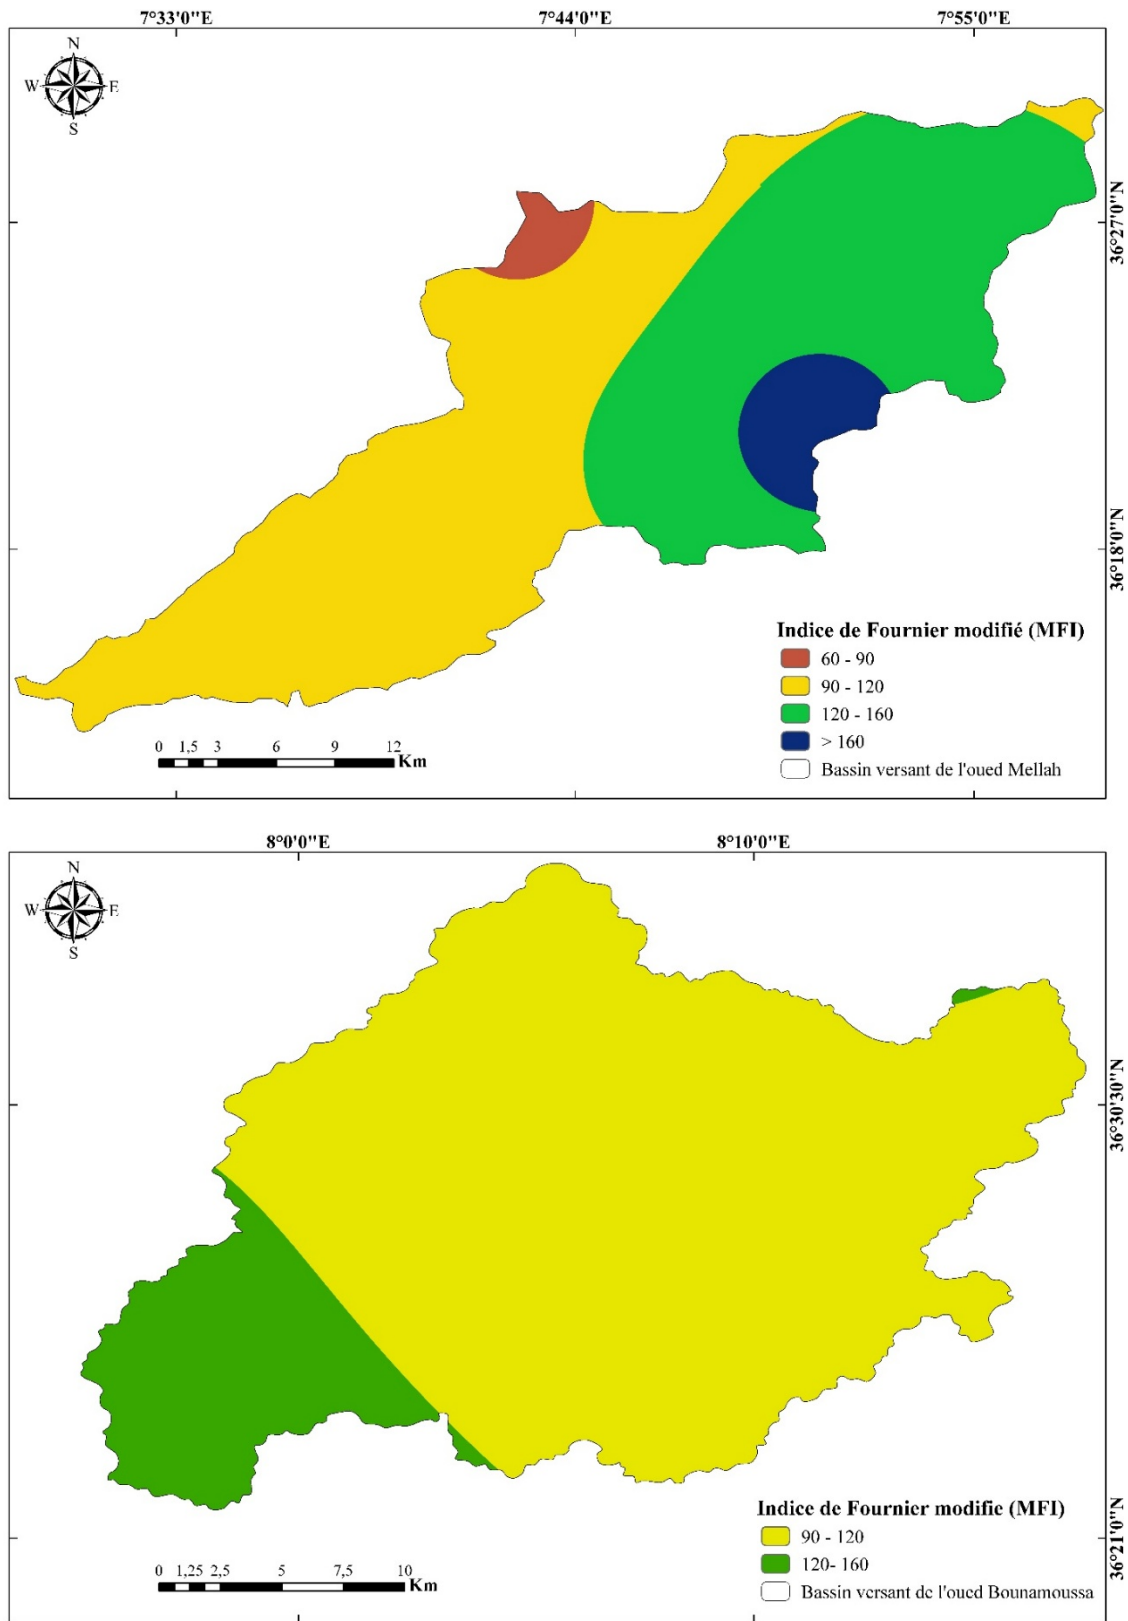 7°33'0"E 7°44'0"E 7°55'0"E
N
W E
S
36°27'0"N
36°18'0"N
Indice de Fournier modifié (MFI)
60 - 90
90 - 120
120 - 160
> 160
Bassin versant de l'oued Mellah
0 1,5 3 6 9 12
Km
8°0'0"E 8°10'0"E
N
W E
S
36°30'30"N
36°21'0"N
Indice de Fournier modifie (MFI)
90 - 120
120- 160
Bassin versant de l'oued Bounamoussa
0 1,25 2,5 5 7,5 10
Km